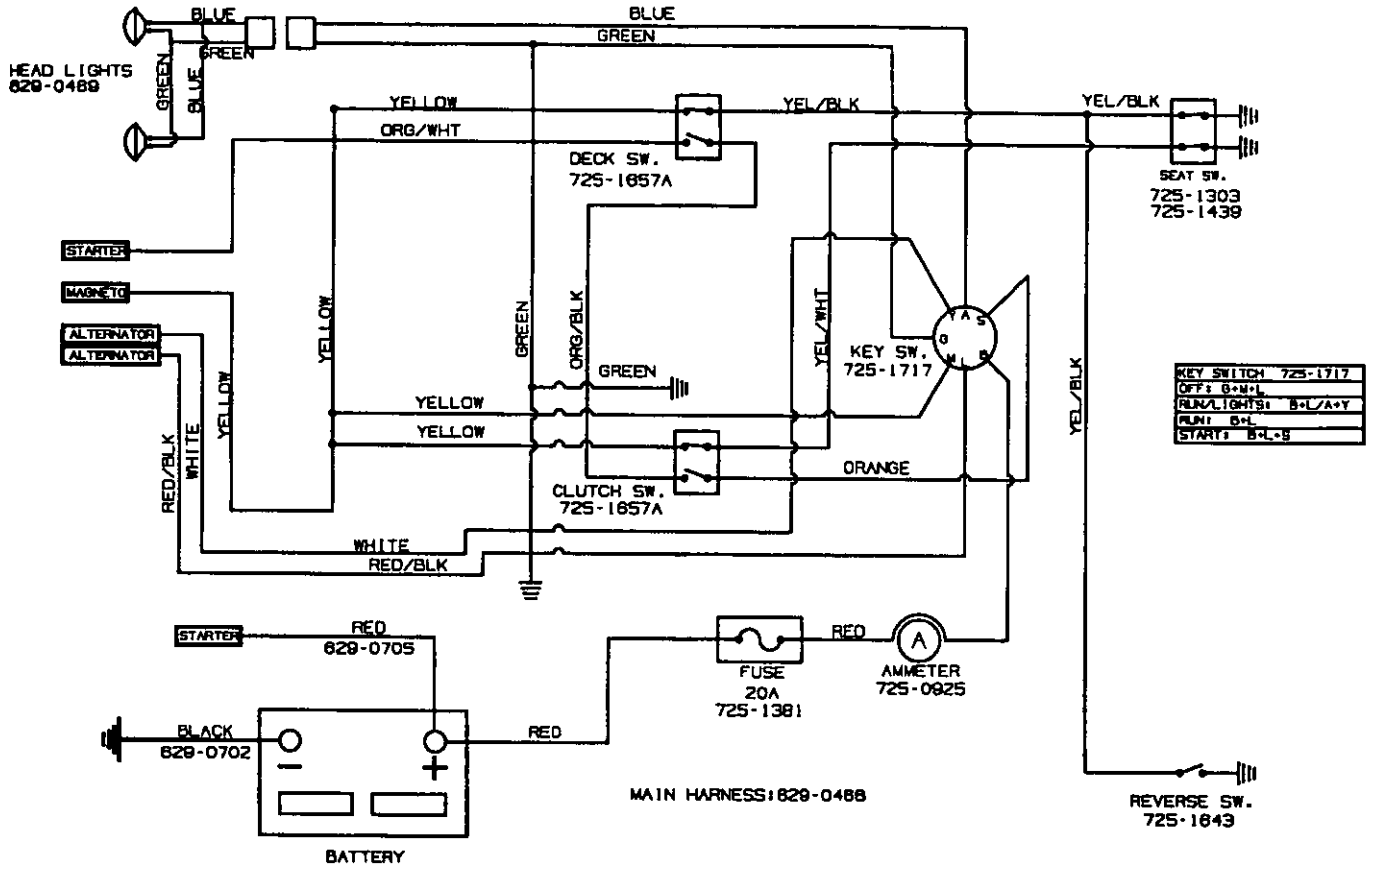 BLUE
BLUE
GREEN
GREEN
HEAD LIGHTS
629-0489
GREEN
BLUE
YELLOW
YEL/BLK
YEL/BLK
ORG/WHT
DECK SW.
725-1657A
SEAT SW.
725-1303
725-1439
STARTER
MAGNETO
ALTERNATOR
ALTERNATOR
YELLOW
GREEN
ORG/BLK
YEL/WHT
Y A S
G
M L B
KEY SW.
725-1717
YEL/BLK
GREEN
YELLOW
YELLOW
YELLOW
RED/BLK
WHITE
KEY SWITCH 725-1717
OFF: G+M+L
RUN/LIGHTS: B+L/A+Y
RUN: B+L
START: B+L+S
ORANGE
CLUTCH SW.
725-1657A
WHITE
RED/BLK
STARTER
RED
629-0705
RED
A
FUSE
20A
725-1381
AMMETER
725-0925
BLACK
629-0702
RED
−
+
MAIN HARNESS:629-0488
REVERSE SW.
725-1643
BATTERY